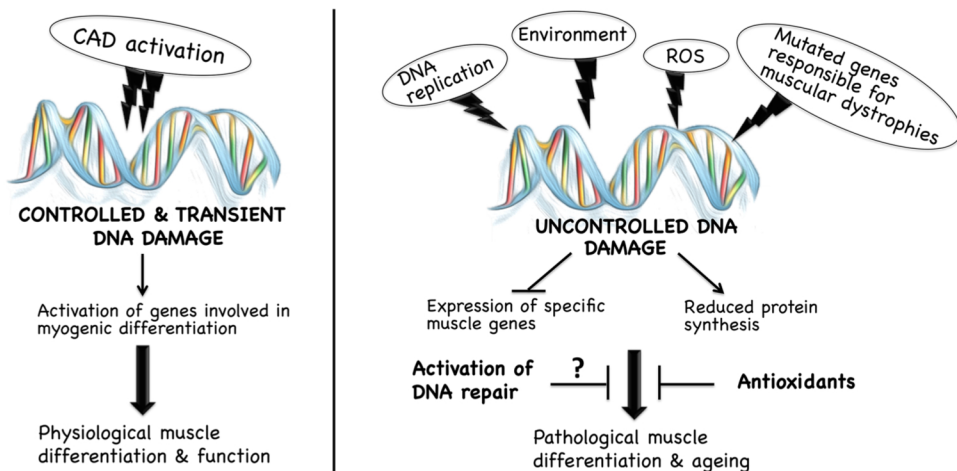 CAD activation
CONTROLLED & TRANSIENT
DNA DAMAGE
Activation of genes involved in
myogenic differentiation
Physiological muscle
differentiation & function
DNA
replication
Environment
ROS
Mutated genes
responsible for
muscular dystrophies
UNCONTROLLED DNA
DAMAGE
Expression of specific
muscle genes
Reduced protein
synthesis
Activation of
DNA repair
?
Antioxidants
Pathological muscle
differentiation & ageing